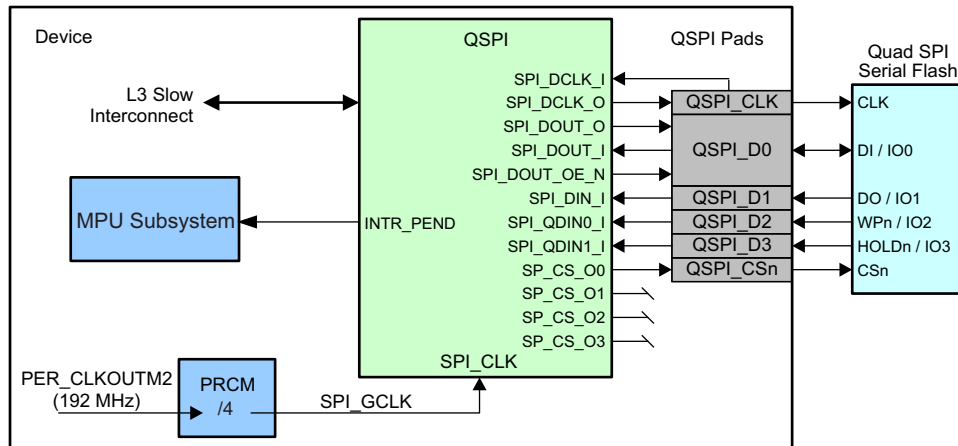 Device
QSPI
QSPI Pads
Quad SPI
Serial Flash
L3 Slow
Interconnect
SPI_DCLK_I
SPI_DCLK_O
QSPI_CLK
CLK
SPI_DOUT_O
SPI_DOUT_I
QSPI_D0
DI / IO0
SPI_DOUT_OE_N
SPI_DIN_I
QSPI_D1
DO / IO1
MPU Subsystem
INTR_PEND
SPI_QDIN0_I
QSPI_D2
WPn / IO2
SPI_QDIN1_I
QSPI_D3
HOLDn / IO3
SP_CS_O0
QSPI_CSn
CSn
SP_CS_O1
SP_CS_O2
SP_CS_O3
SPI_CLK
PER_CLKOUTM2
(192 MHz)
PRCM
/4
SPI_GCLK